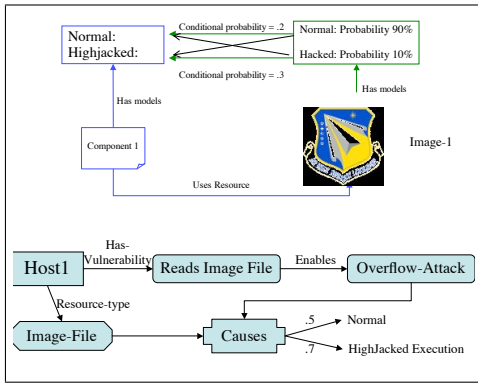 Conditional probability = .2
Normal:
Highjacked:
Normal: Probability 90%
Hacked: Probability 10%
Conditional probability = .3
Has models
Has models
Component 1
Image-1
Uses Resource
Has-
Vulnerability
Enables
Host1
Reads Image File
Overflow-Attack
Resource-type
.5
Normal
Image-File
Causes
.7
HighJacked Execution